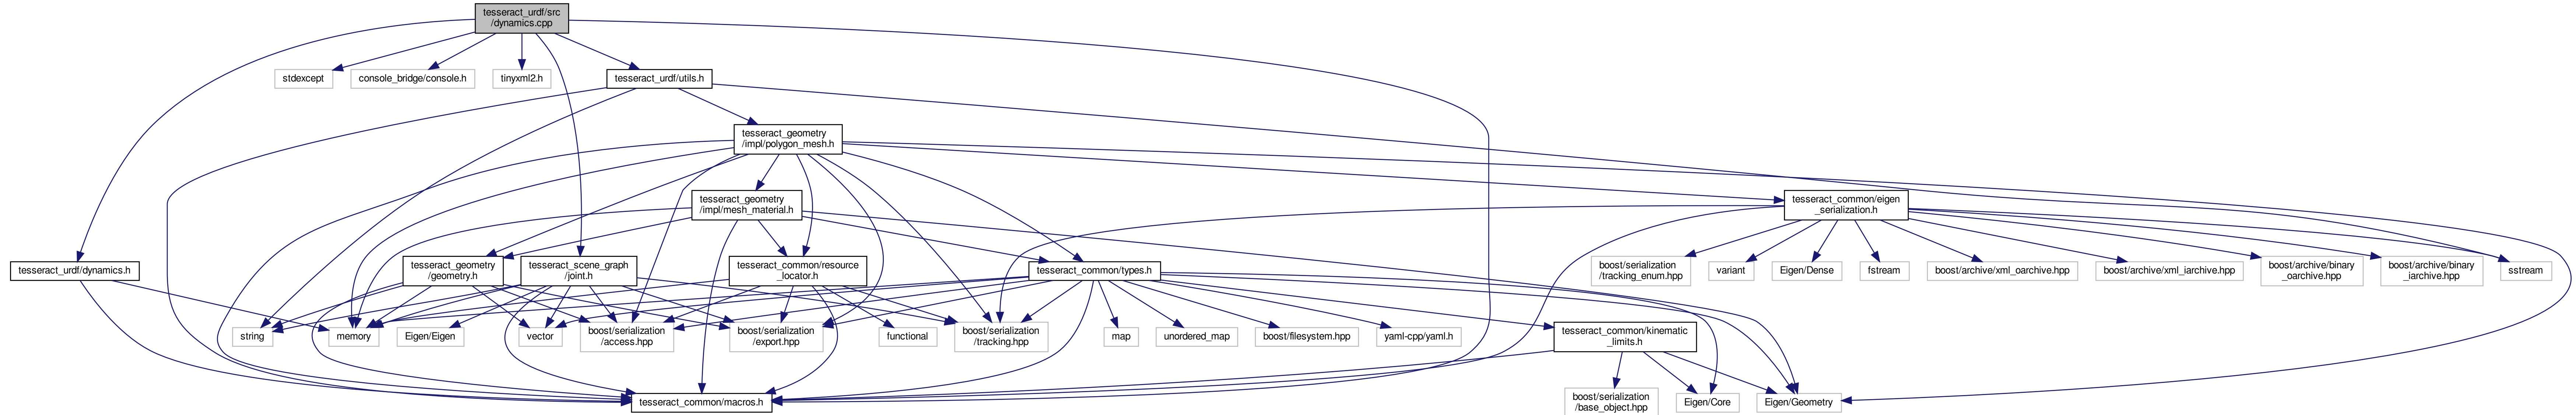 tesseract_urdf/src
/dynamics.cpp
stdexcept
console_bridge/console.h
tinyxml2.h
tesseract_urdf/utils.h
tesseract_geometry
/impl/polygon_mesh.h
tesseract_geometry
/impl/mesh_material.h
tesseract_common/eigen
_serialization.h
tesseract_urdf/dynamics.h
tesseract_geometry
/geometry.h
tesseract_scene_graph
/joint.h
tesseract_common/resource
_locator.h
tesseract_common/types.h
boost/serialization
/tracking_enum.hpp
variant
Eigen/Dense
fstream
boost/archive/xml_oarchive.hpp
boost/archive/xml_iarchive.hpp
boost/archive/binary
_oarchive.hpp
boost/archive/binary
_iarchive.hpp
sstream
string
memory
Eigen/Eigen
vector
boost/serialization
/access.hpp
boost/serialization
/export.hpp
functional
boost/serialization
/tracking.hpp
map
unordered_map
boost/filesystem.hpp
yaml-cpp/yaml.h
tesseract_common/kinematic
_limits.h
tesseract_common/macros.h
boost/serialization
/base_object.hpp
Eigen/Core
Eigen/Geometry